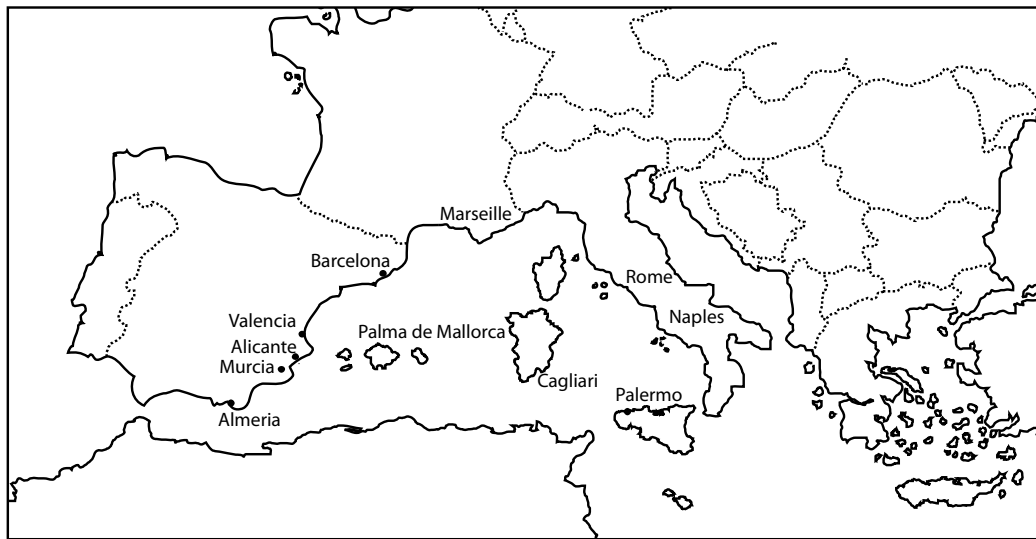 Marseille
Barcelona
Rome
Valencia
Palma de Mallorca
Naples
Alicante
Murcia
Cagliari
Palermo
Almeria